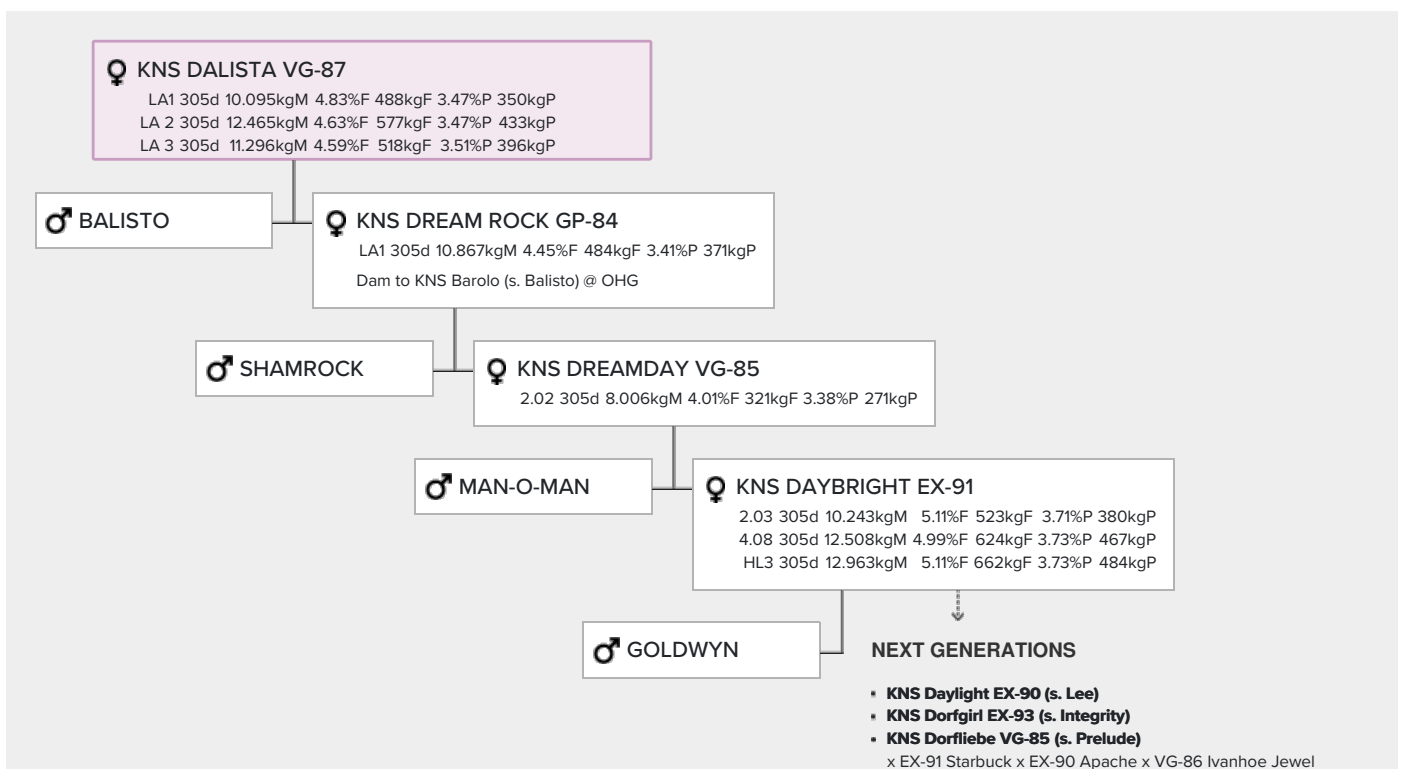 KNS DALISTA VG-87
LA1 305d 10.095kgM 4.83%F 488kgF 3.47%P 350kgP
LA 2 305d 12.465kgM 4.63%F 577kgF 3.47%P 433kgP
LA 3 305d 11.296kgM 4.59%F 518kgF 3.51%P 396kgP
BALISTO
KNS DREAM ROCK GP-84
LA1 305d 10.867kgM 4.45%F 484kgF 3.41%P 371kgP
Dam to KNS Barolo (s. Balisto) @ OHG
SHAMROCK
KNS DREAMDAY VG-85
2.02 305d 8.006kgM 4.01%F 321kgF 3.38%P 271kgP
MAN-O-MAN
KNS DAYBRIGHT EX-91
2.03 305d 10.243kgM 5.11%F 523kgF 3.71%P 380kgP
4.08 305d 12.508kgM 4.99%F 624kgF 3.73%P 467kgP
HL3 305d 12.963kgM 5.11%F 662kgF 3.73%P 484kgP
GOLDWYN
NEXT GENERATIONS
▪ KNS Daylight EX-90 (s. Lee)
▪ KNS Dorfgirl EX-93 (s. Integrity)
▪ KNS Dorfliebe VG-85 (s. Prelude)
x EX-91 Starbuck x EX-90 Apache x VG-86 Ivanhoe Jewel